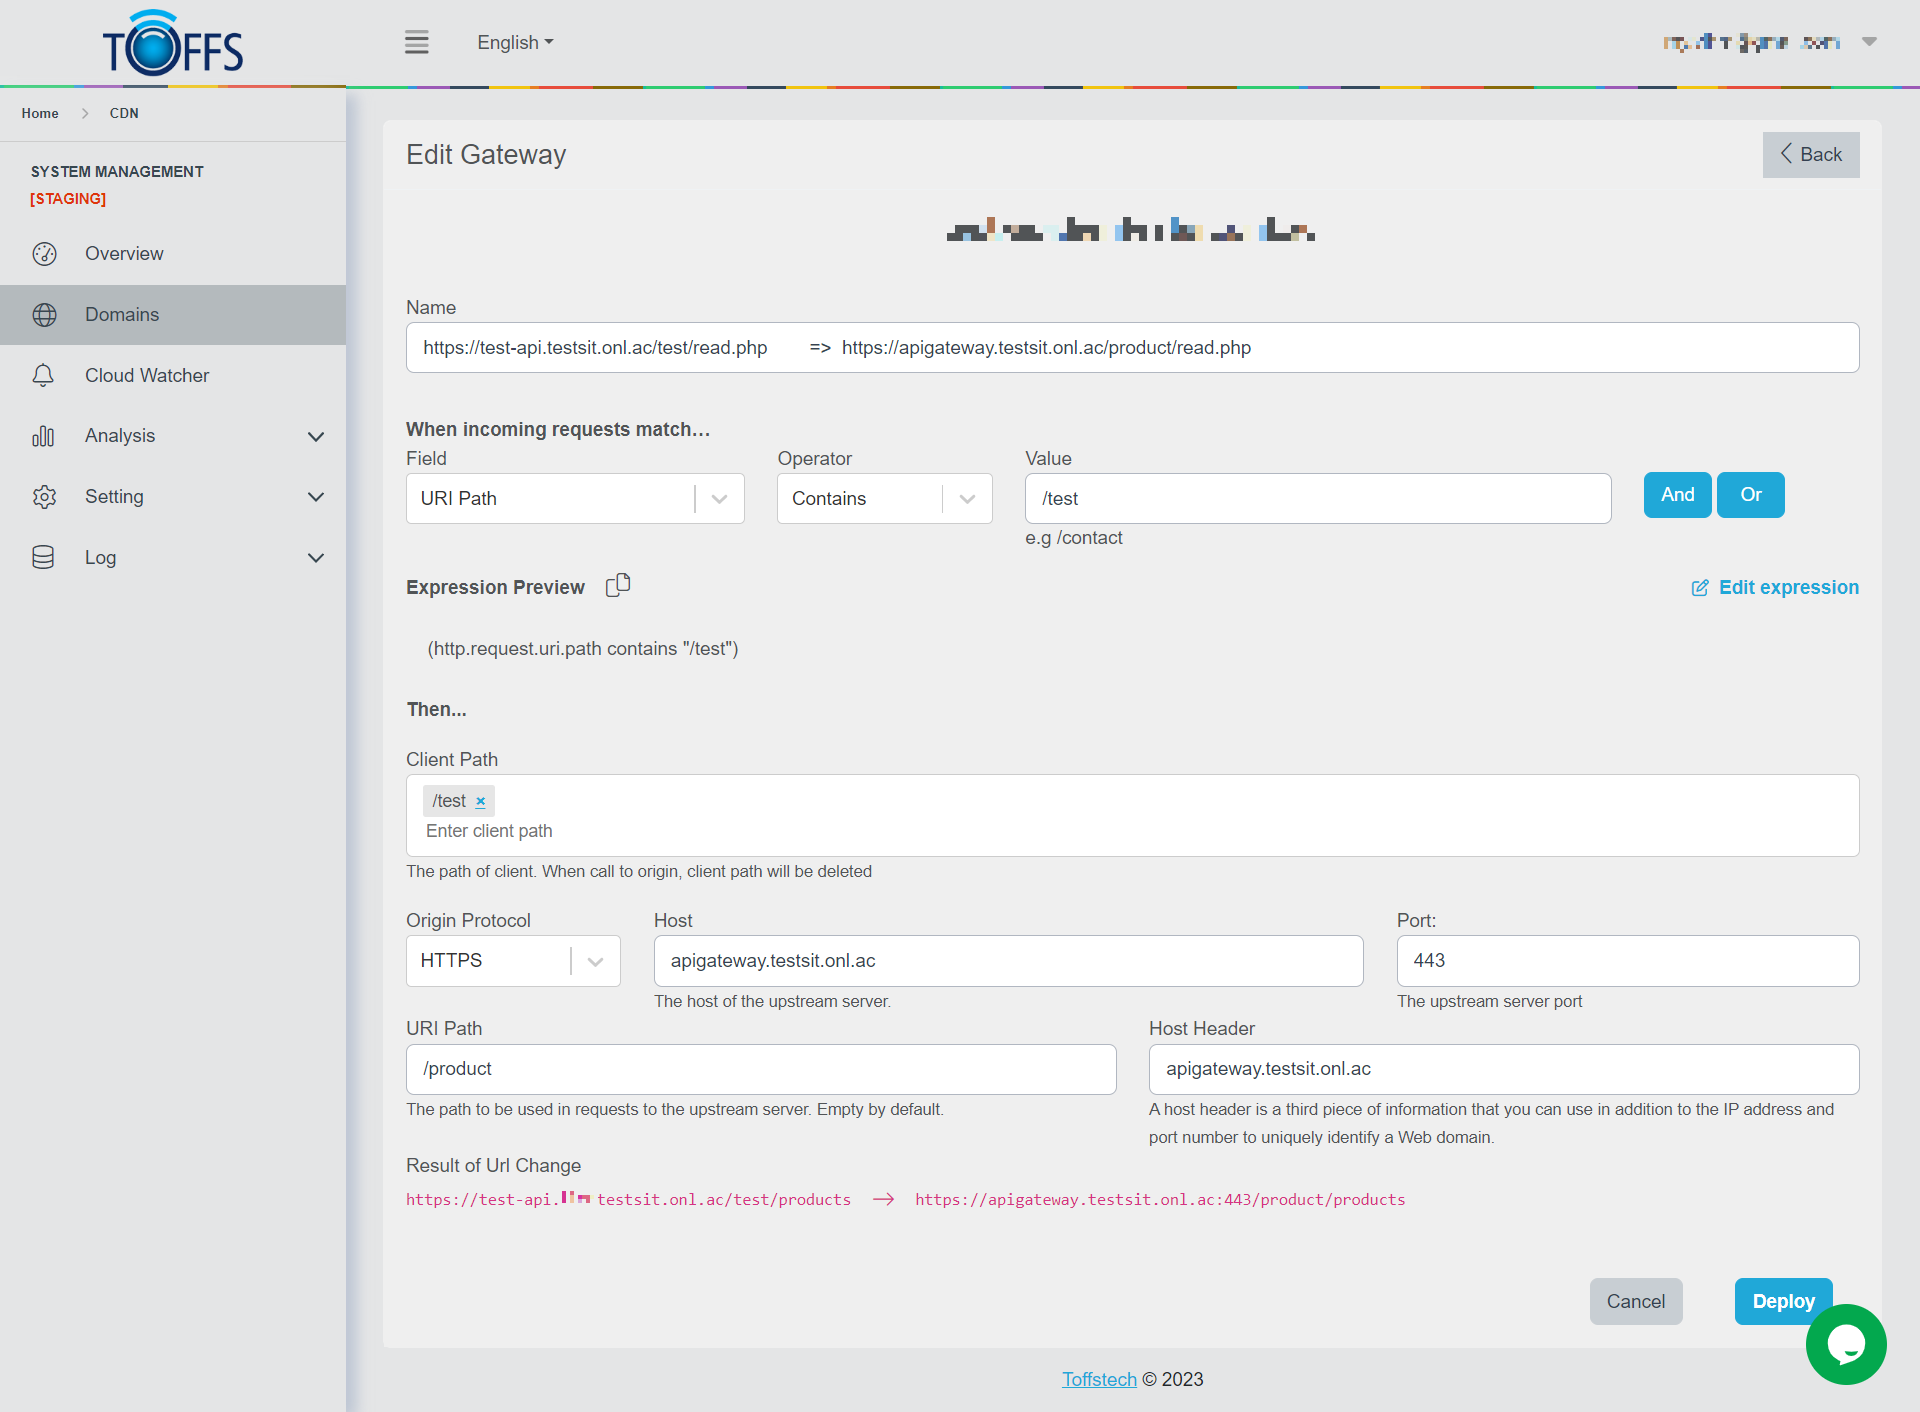 TOFFS
English
Home > CDN
SYSTEM MANAGEMENT
[STAGING]
Overview
Domains
Cloud Watcher
Analysis
Setting
Log
Edit Gateway
Back
Name
https://test-api.testsit.onl.ac/test/read.php => https://apigateway.testsit.onl.ac/product/read.php
When incoming requests match…
Field Operator Value
URI Path Contains /test And Or
e.g /contact
Expression Preview Edit expression
(http.request.uri.path contains "/test")
Then...
Client Path
/test ×
Enter client path
The path of client. When call to origin, client path will be deleted
Origin Protocol Host Port:
HTTPS apigateway.testsit.onl.ac 443
The host of the upstream server. The upstream server port
URI Path Host Header
/product apigateway.testsit.onl.ac
The path to be used in requests to the upstream server. Empty by default.
A host header is a third piece of information that you can use in addition to the IP address and
port number to uniquely identify a Web domain.
Result of Url Change
https://test-api. testsit.onl.ac/test/products → https://apigateway.testsit.onl.ac:443/product/products
Cancel Deploy
Toffstech © 2023